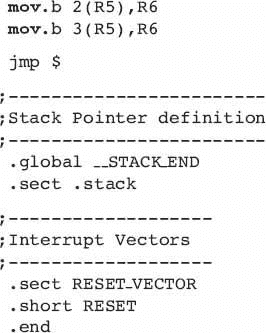 mov.b 2(R5),R6
mov.b 3(R5),R6
jmp $
;------------------------
;Stack Pointer definition
;------------------------
.global __STACK_END
.sect .stack
;-------------------
;Interrupt Vectors
;-------------------
.sect RESET_VECTOR
.short RESET
.end